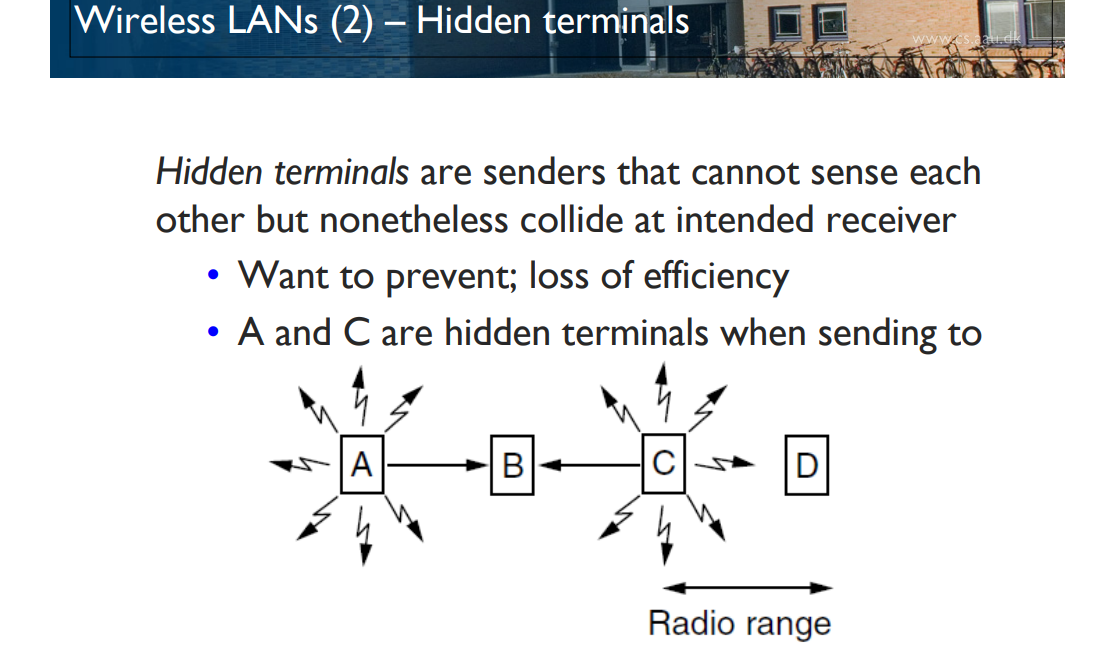 Wireless LANs (2) – Hidden terminals
www.cs.aau.dk
Hidden terminals are senders that cannot sense each
other but nonetheless collide at intended receiver
• Want to prevent; loss of efficiency
• A and C are hidden terminals when sending to
A B C D
Radio range